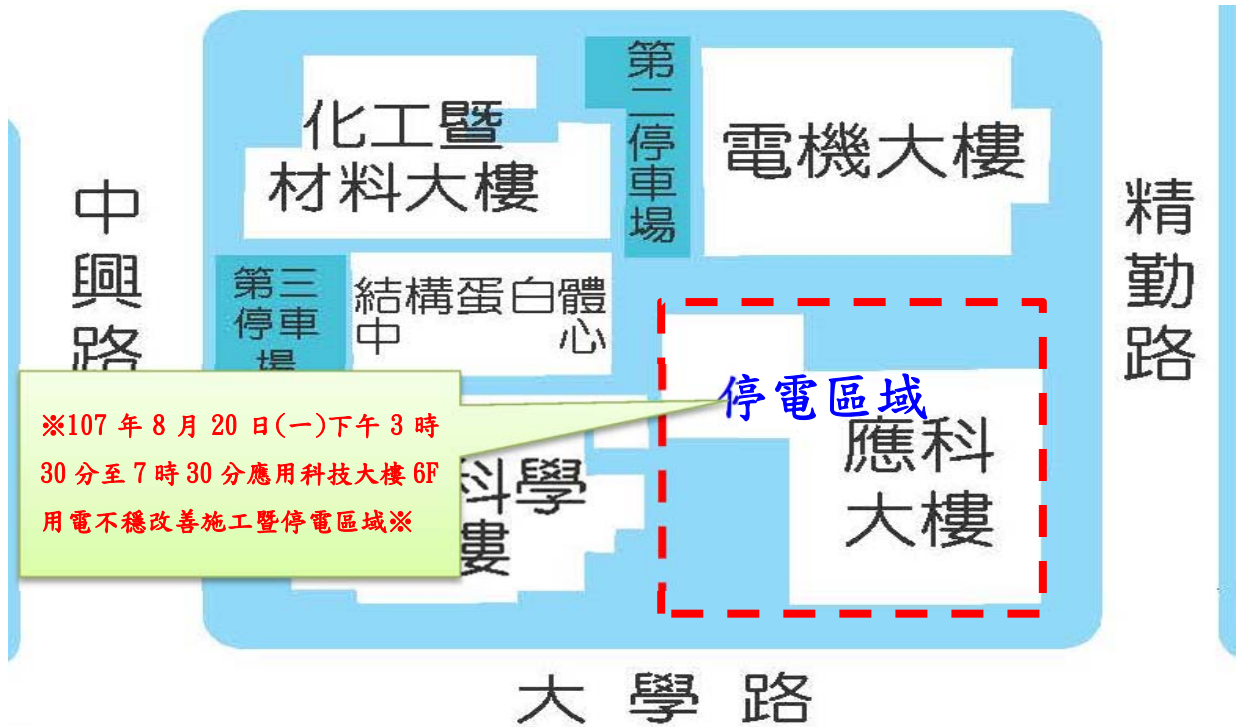 化工暨
材料大樓
第二停車場
電機大樓
中興路
精勤路
第三
停車
場
結構蛋白體
中心
停電區域
應科
大樓
※107 年 8 月 20 日(一)下午 3 時
30 分至 7 時 30 分應用科技大樓 6F
用電不穩改善施工暨停電區域※
科學
樓
大學路